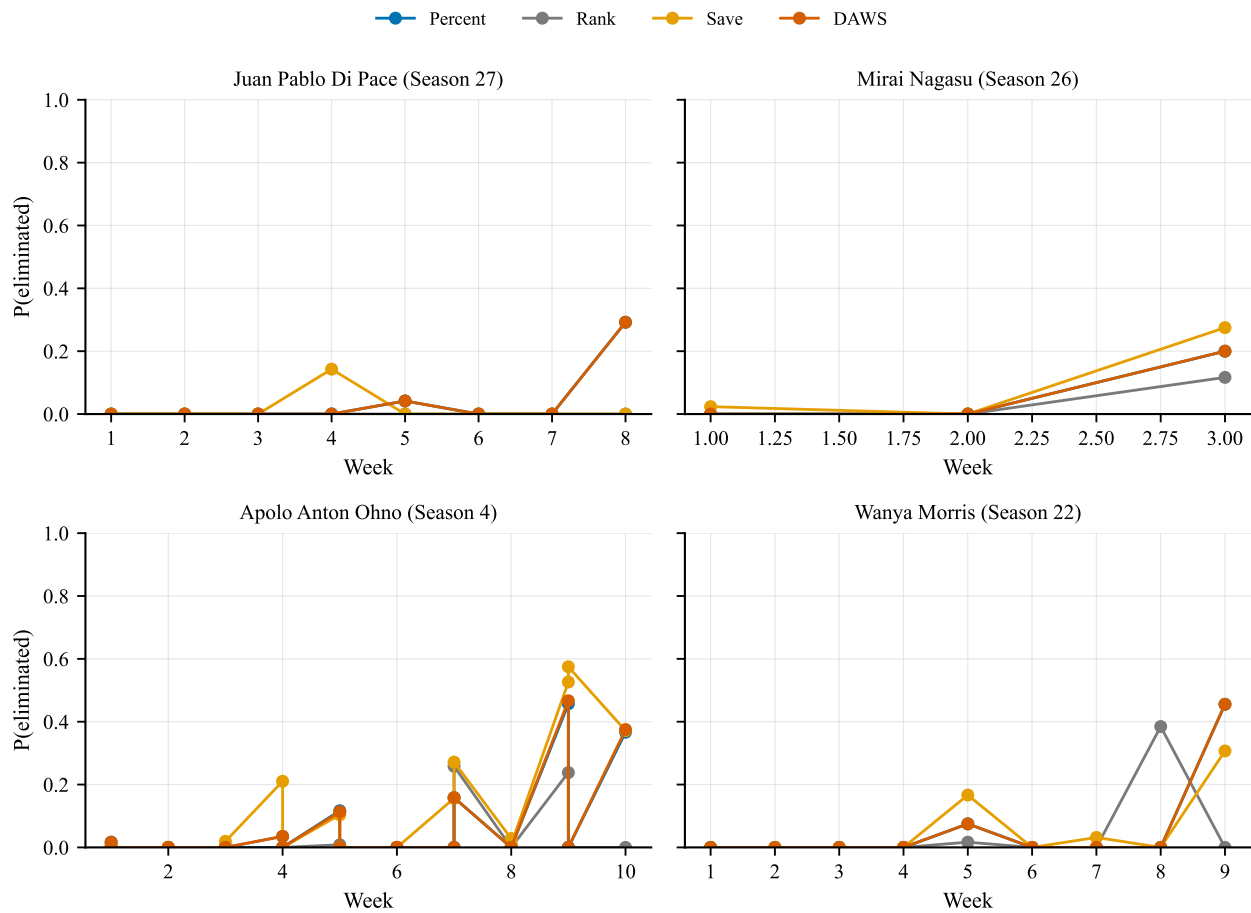 Percent Rank Save DAWS
Juan Pablo Di Pace (Season 27)
P(eliminated)
1.0
0.8
0.6
0.4
0.2
0.0
1 2 3 4 5 6 7 8
Week
Mirai Nagasu (Season 26)
1.00 1.25 1.50 1.75 2.00 2.25 2.50 2.75 3.00
Week
Apolo Anton Ohno (Season 4)
P(eliminated)
1.0
0.8
0.6
0.4
0.2
0.0
2 4 6 8 10
Week
Wanya Morris (Season 22)
1 2 3 4 5 6 7 8 9
Week